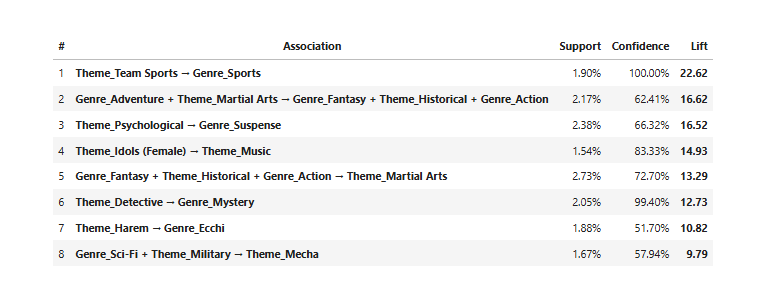 # Association Support Confidence Lift
1 Theme_Team Sports → Genre_Sports 1.90% 100.00% 22.62
2 Genre_Adventure + Theme_Martial Arts → Genre_Fantasy + Theme_Historical + Genre_Action 2.17% 62.41% 16.62
3 Theme_Psychological → Genre_Suspense 2.38% 66.32% 16.52
4 Theme_Idols (Female) → Theme_Music 1.54% 83.33% 14.93
5 Genre_Fantasy + Theme_Historical + Genre_Action → Theme_Martial Arts 2.73% 72.70% 13.29
6 Theme_Detective → Genre_Mystery 2.05% 99.40% 12.73
7 Theme_Harem → Genre_Ecchi 1.88% 51.70% 10.82
8 Genre_Sci-Fi + Theme_Military → Theme_Mecha 1.67% 57.94% 9.79